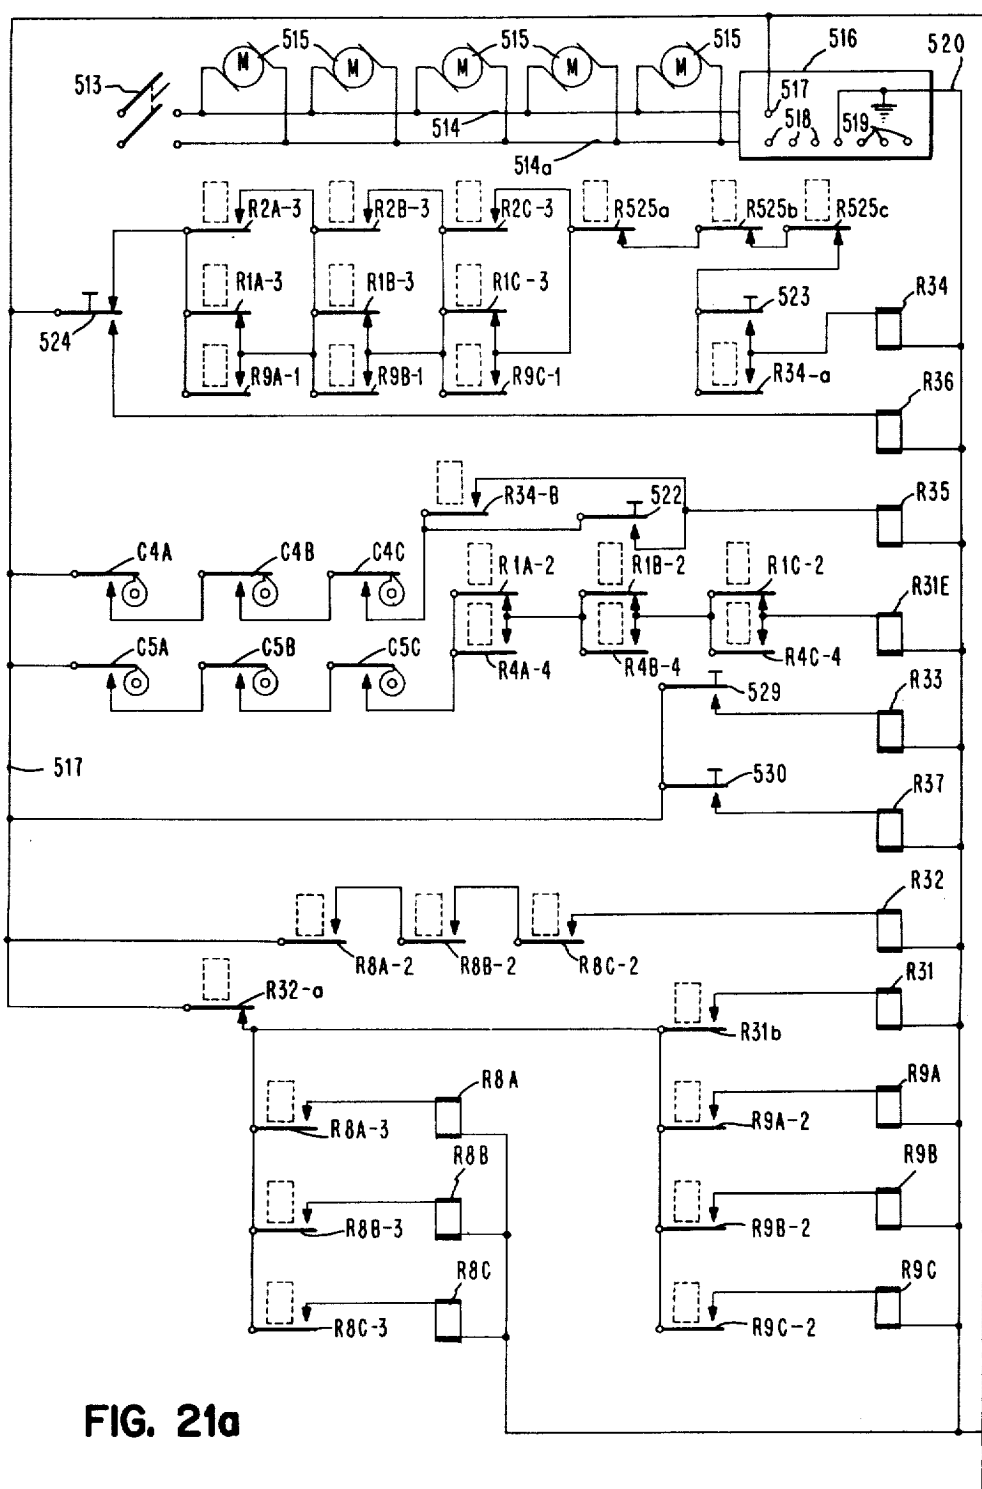 515 515 515 516 520
513 M M M M M
517
518 519
514
514a
R2A-3 R2B-3 R2C-3 R525a R525b R525c
R1A-3 R1B-3 R1C-3 523 R34
524
R9A-1 R9B-1 R9C-1 R34-a
R36
R34-B 522 R35
C4A C4B C4C
R1A-2 R1B-2 R1C-2 R31E
C5A C5B C5C R4A-4 R4B-4 R4C-4
529 R33
517 530 R37
R32
R8A-2 R8B-2 R8C-2
R32-a R31
R31b
R8A R9A
R8A-3 R9A-2
R8B R9B
R8B-3 R9B-2
R8C R9C
R8C-3 R9C-2
FIG. 21a